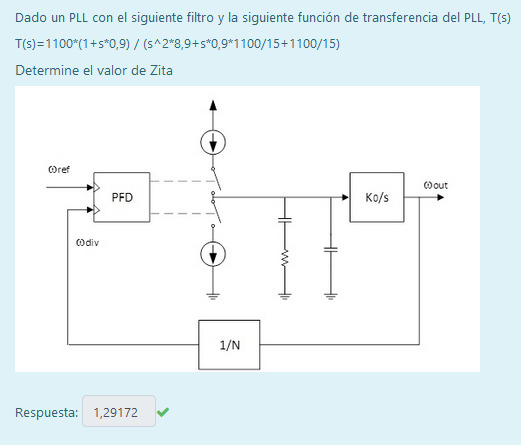 Dado un PLL con el siguiente filtro y la siguiente función de transferencia del PLL, T(s)
T(s)=1100*(1+s*0,9) / (s^2*8,9+s*0,9*1100/15+1100/15)
Determine el valor de Zita
ωref
PFD
Ko/s
ωout
ωdiv
1/N
Respuesta: 1,29172